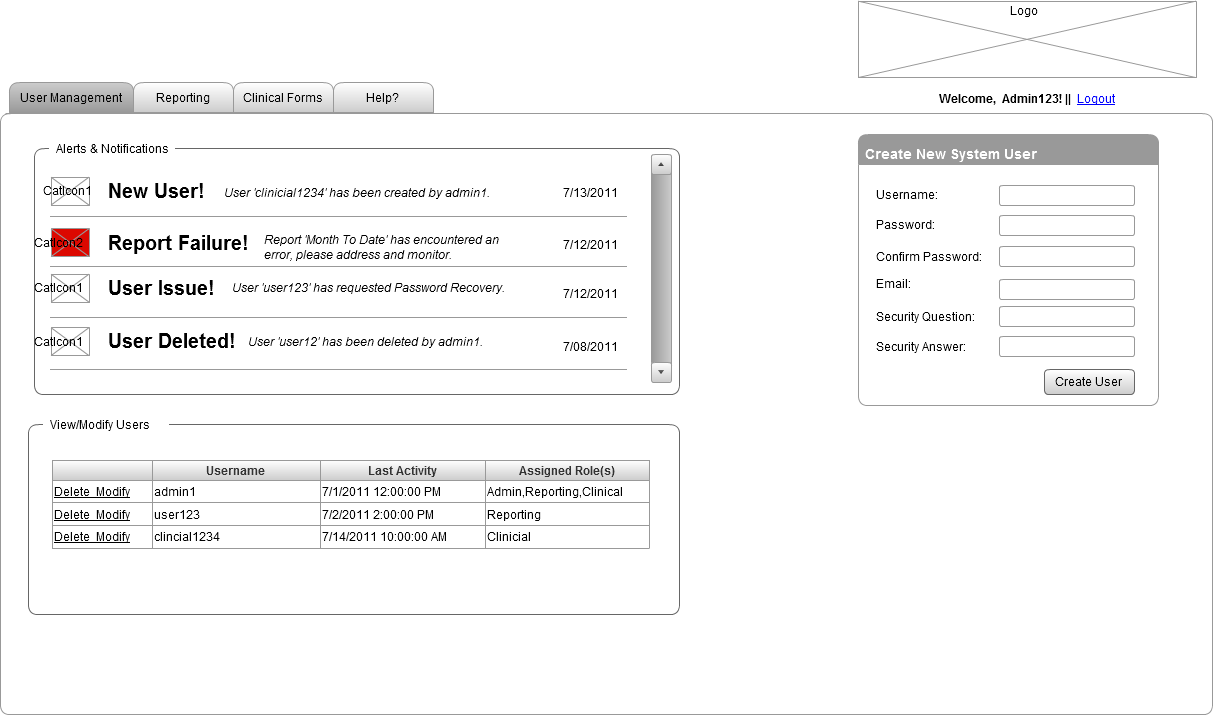 Logo
User Management Reporting Clinical Forms Help?
Welcome, Admin123! || Logout
Alerts & Notifications
CatIcon1 New User! User 'clinicial1234' has been created by admin1. 7/13/2011
CatIcon2 Report Failure! Report 'Month To Date' has encountered an
error, please address and monitor. 7/12/2011
CatIcon1 User Issue! User 'user123' has requested Password Recovery. 7/12/2011
CatIcon1 User Deleted! User 'user12' has been deleted by admin1. 7/08/2011
Create New System User
Username:
Password:
Confirm Password:
Email:
Security Question:
Security Answer:
Create User
View/Modify Users
Username Last Activity Assigned Role(s)
Delete Modify admin1 7/1/2011 12:00:00 PM Admin,Reporting,Clinical
Delete Modify user123 7/2/2011 2:00:00 PM Reporting
Delete Modify clincial1234 7/14/2011 10:00:00 AM Clinicial